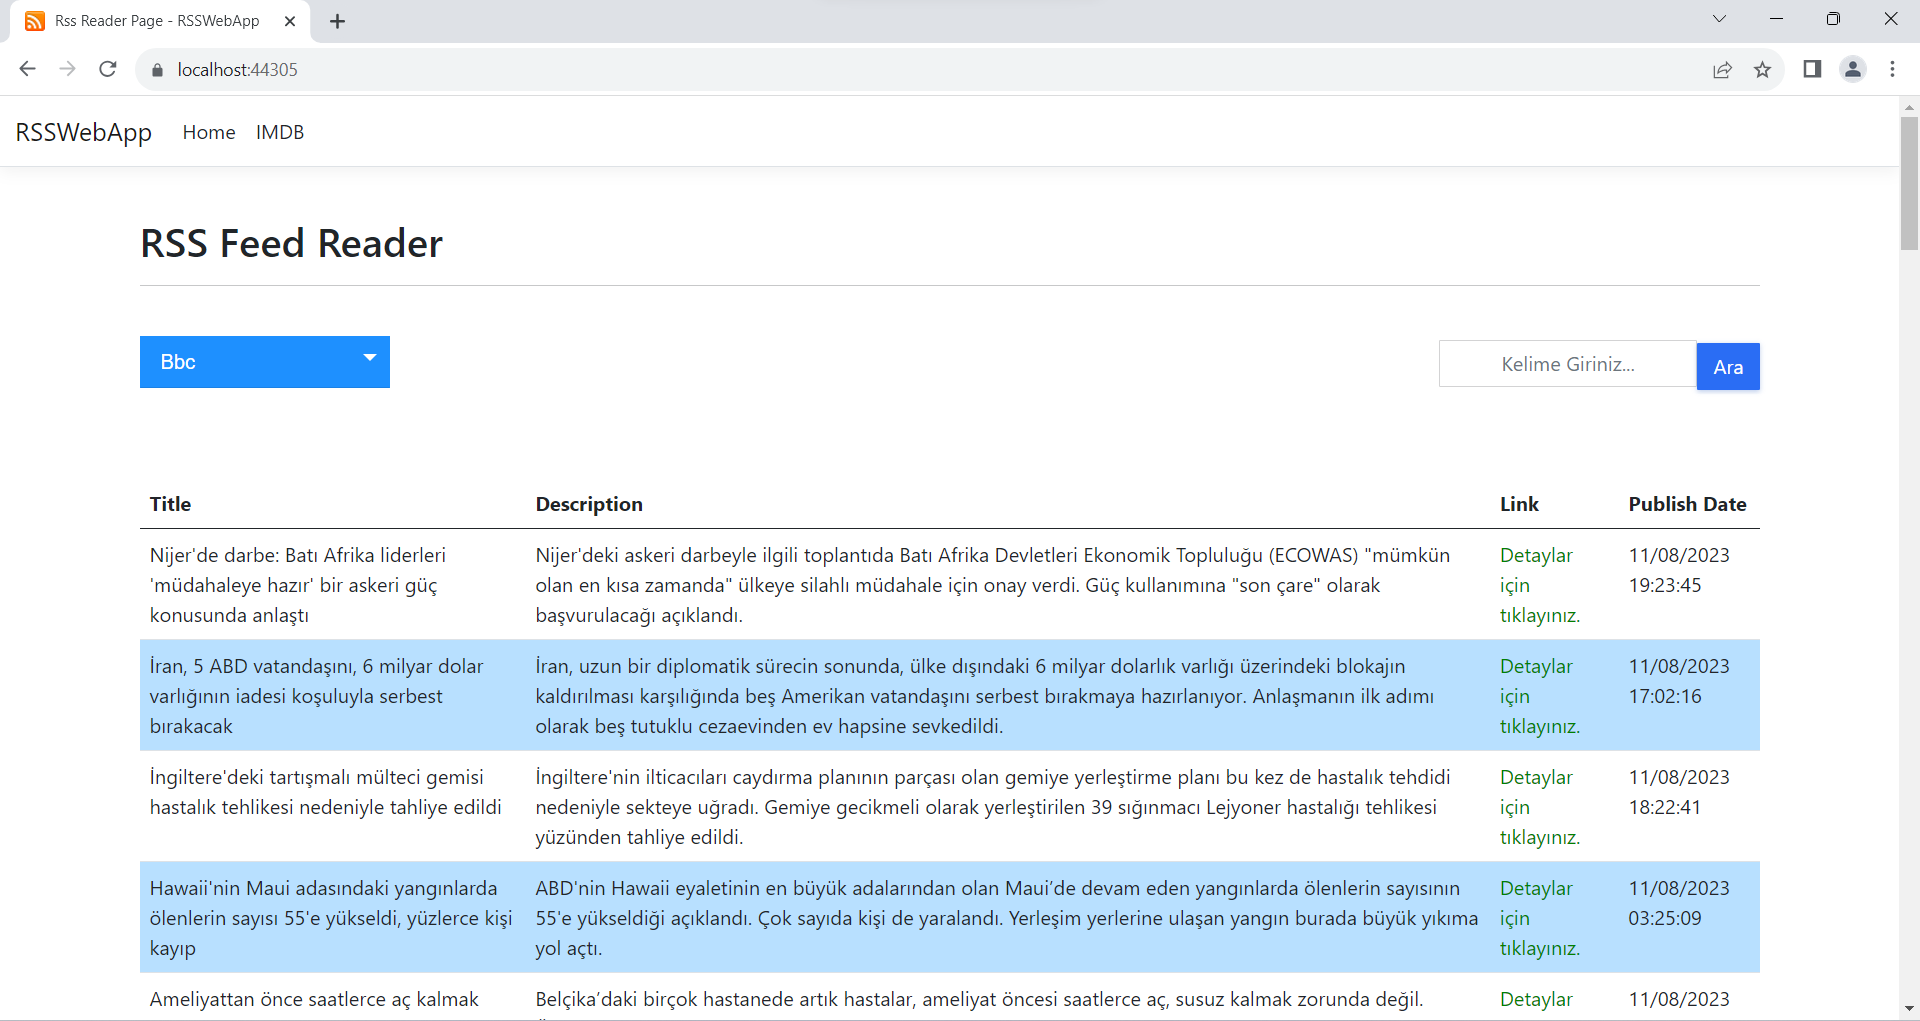 Rss Reader Page - RSSWebApp
localhost:44305
RSSWebApp Home IMDB
RSS Feed Reader
Bbc
Kelime Giriniz...
Ara
Title Description Link Publish Date
Nijer'de darbe: Batı Afrika liderleri
'müdahaleye hazır' bir askeri güç
konusunda anlaştı
Nijer'deki askeri darbeyle ilgili toplantıda Batı Afrika Devletleri Ekonomik Topluluğu (ECOWAS) "mümkün
olan en kısa zamanda" ülkeye silahlı müdahale için onay verdi. Güç kullanımına "son çare" olarak
başvurulacağı açıklandı.
Detaylar
için
tıklayınız.
11/08/2023
19:23:45
İran, 5 ABD vatandaşını, 6 milyar dolar
varlığının iadesi koşuluyla serbest
bırakacak
İran, uzun bir diplomatik sürecin sonunda, ülke dışındaki 6 milyar dolarlık varlığı üzerindeki blokajın
kaldırılması karşılığında beş Amerikan vatandaşını serbest bırakmaya hazırlanıyor. Anlaşmanın ilk adımı
olarak beş tutuklu cezaevinden ev hapsine sevkedildi.
Detaylar
için
tıklayınız.
11/08/2023
17:02:16
İngiltere'deki tartışmalı mülteci gemisi
hastalık tehlikesi nedeniyle tahliye edildi
İngiltere'nin ilticacıları caydırma planının parçası olan gemiye yerleştirme planı bu kez de hastalık tehdidi
nedeniyle sekteye uğradı. Gemiye gecikmeli olarak yerleştirilen 39 sığınmacı Lejyoner hastalığı tehlikesi
yüzünden tahliye edildi.
Detaylar
için
tıklayınız.
11/08/2023
18:22:41
Hawaii'nin Maui adasındaki yangınlarda
ölenlerin sayısı 55'e yükseldi, yüzlerce kişi
kayıp
ABD'nin Hawaii eyaletinin en büyük adalarından olan Maui’de devam eden yangınlarda ölenlerin sayısının
55'e yükseldiği açıklandı. Çok sayıda kişi de yaralandı. Yerleşim yerlerine ulaşan yangın burada büyük yıkıma
yol açtı.
Detaylar
için
tıklayınız.
11/08/2023
03:25:09
Ameliyattan önce saatlerce aç kalmak
Belçika’daki birçok hastanede artık hastalar, ameliyat öncesi saatlerce aç, susuz kalmak zorunda değil.
Detaylar
11/08/2023